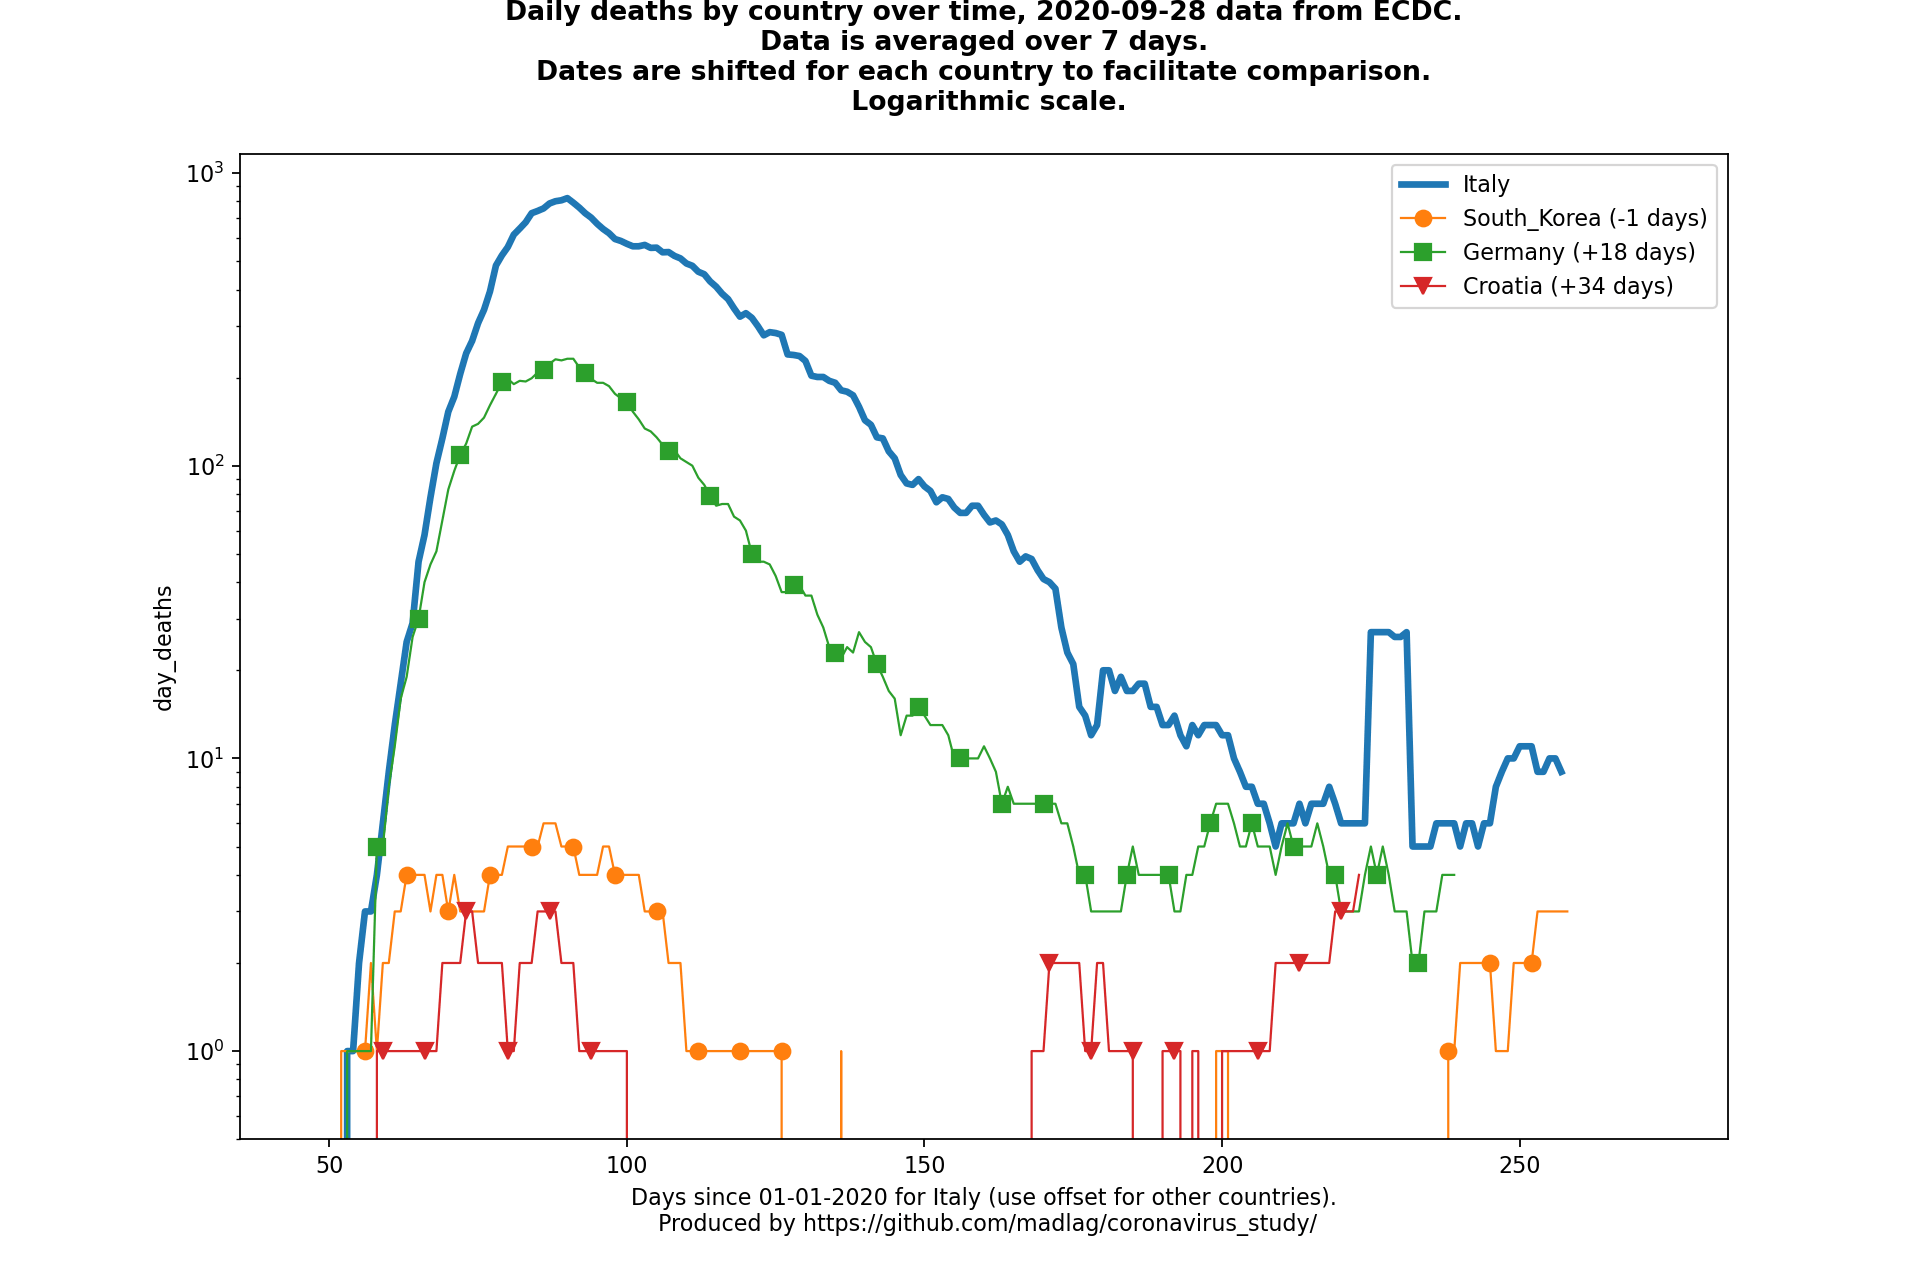 Daily deaths by country over time, 2020-09-28 data from ECDC.
Data is averaged over 7 days.
Dates are shifted for each country to facilitate comparison.
Logarithmic scale.
10³
10²
10¹
10⁰
day_deaths
Italy
South_Korea (-1 days)
Germany (+18 days)
Croatia (+34 days)
50 100 150 200 250
Days since 01-01-2020 for Italy (use offset for other countries).
Produced by https://github.com/madlag/coronavirus_study/